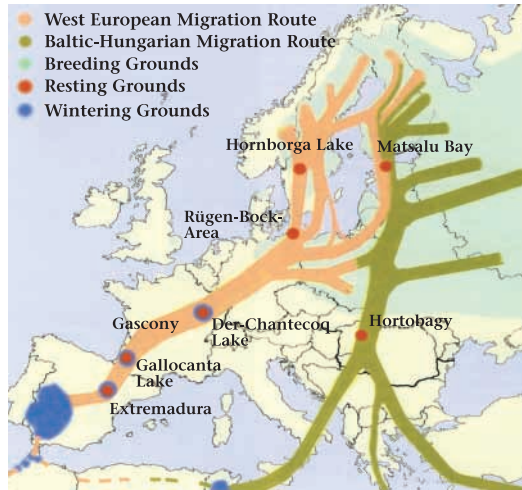 West European Migration Route
Baltic-Hungarian Migration Route
Breeding Grounds
Resting Grounds
Wintering Grounds
Hornborga Lake
Matsalu Bay
Rügen-Bock-
Area
Gascony
Der-Chantecoq
Lake
Hortobagy
Gallocanta
Lake
Extremadura